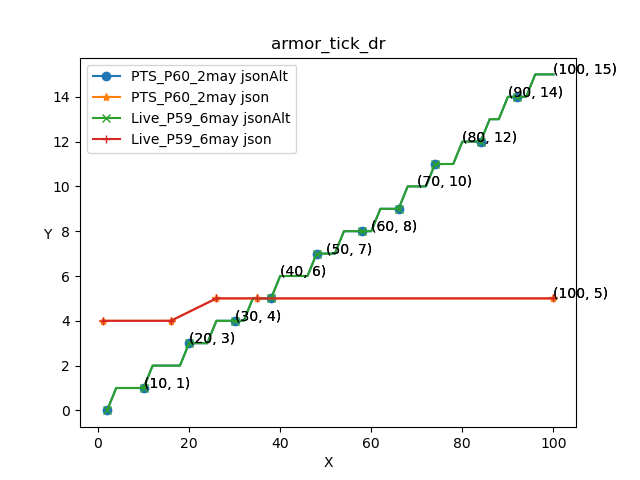 armor_tick_dr
PTS_P60_2may jsonAlt
PTS_P60_2may json
Live_P59_6may jsonAlt
Live_P59_6may json
(100, 15)
(90, 14)
(80, 12)
(70, 10)
(60, 8)
(50, 7)
(40, 6)
(30, 4)
(20, 3)
(10, 1)
(100, 5)
Y
14
12
10
8
6
4
2
0
0 20 40 60 80 100
X